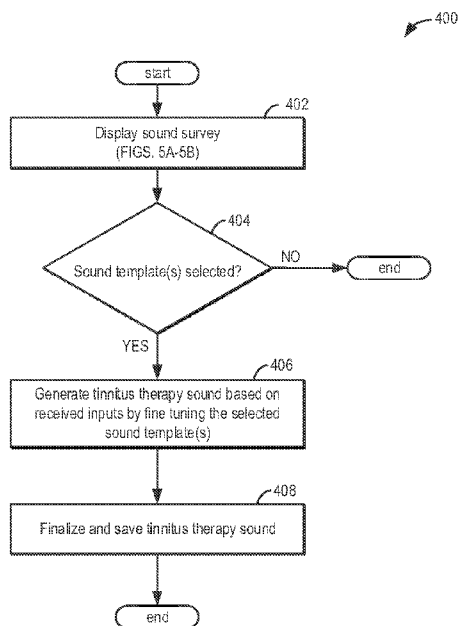 400
start
402
Display sound survey
(FIGS. 5A-5B)
404
Sound template(s) selected?
NO
end
YES
406
Generate tinnitus therapy sound based on
received inputs by fine tuning the selected
sound template(s)
408
Finalize and save tinnitus therapy sound
end